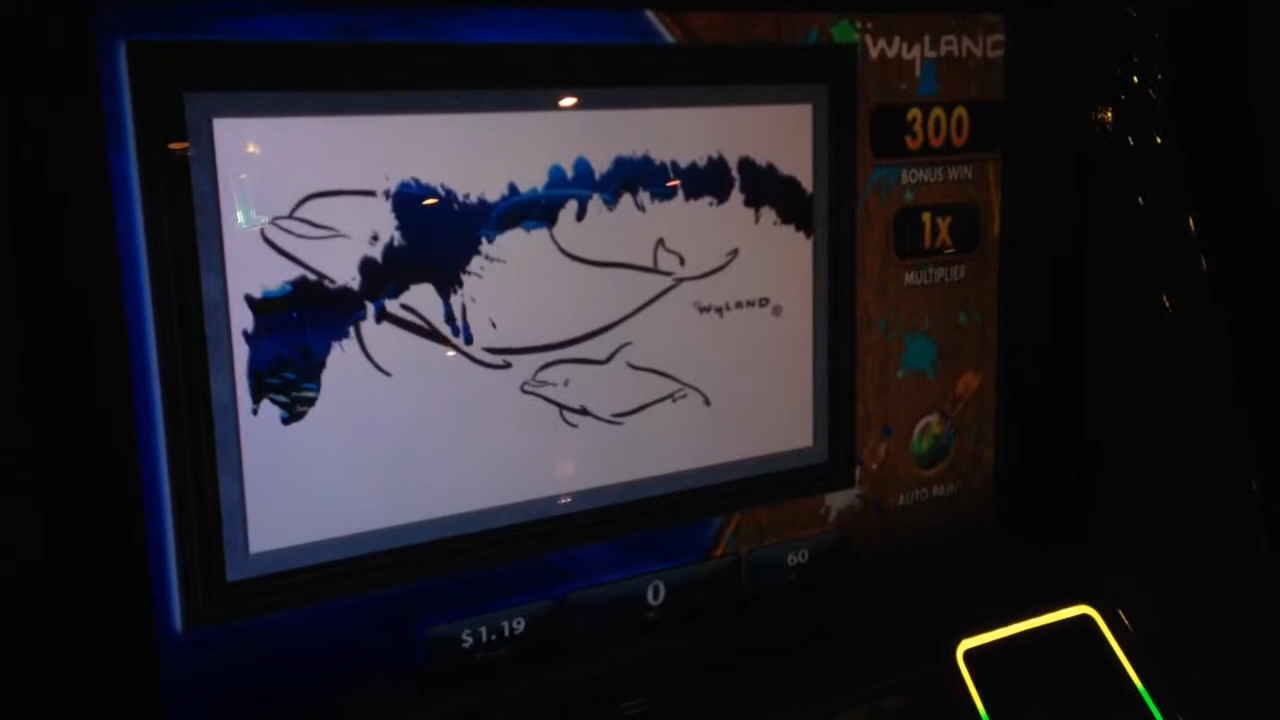 WyLAND
300
BONUS WIN
1x
MULTIPLIER
WyLAND ©
AUTO PAINT
60
0
$1.19